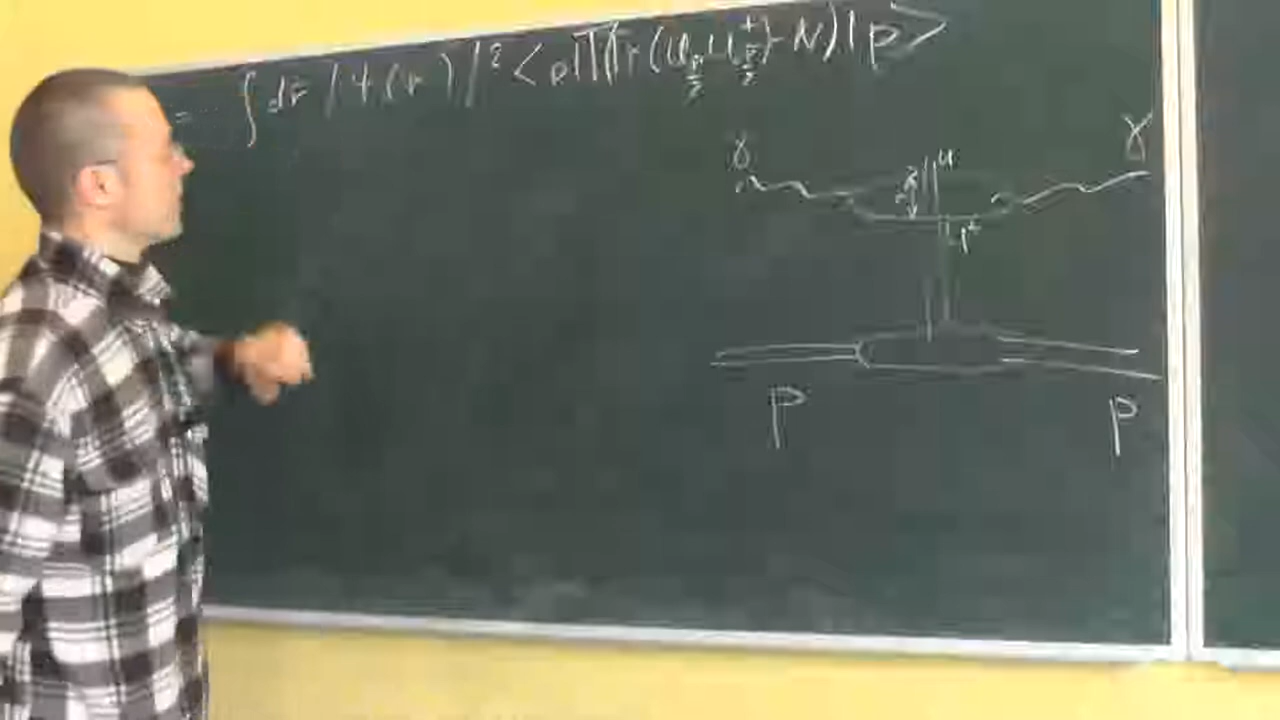 = ∫ dr |ψ(r)|² <p|Tr(U_{r/2} U⁺_{r/2} - N)|p>
γ γ
r u
u⁺
P P